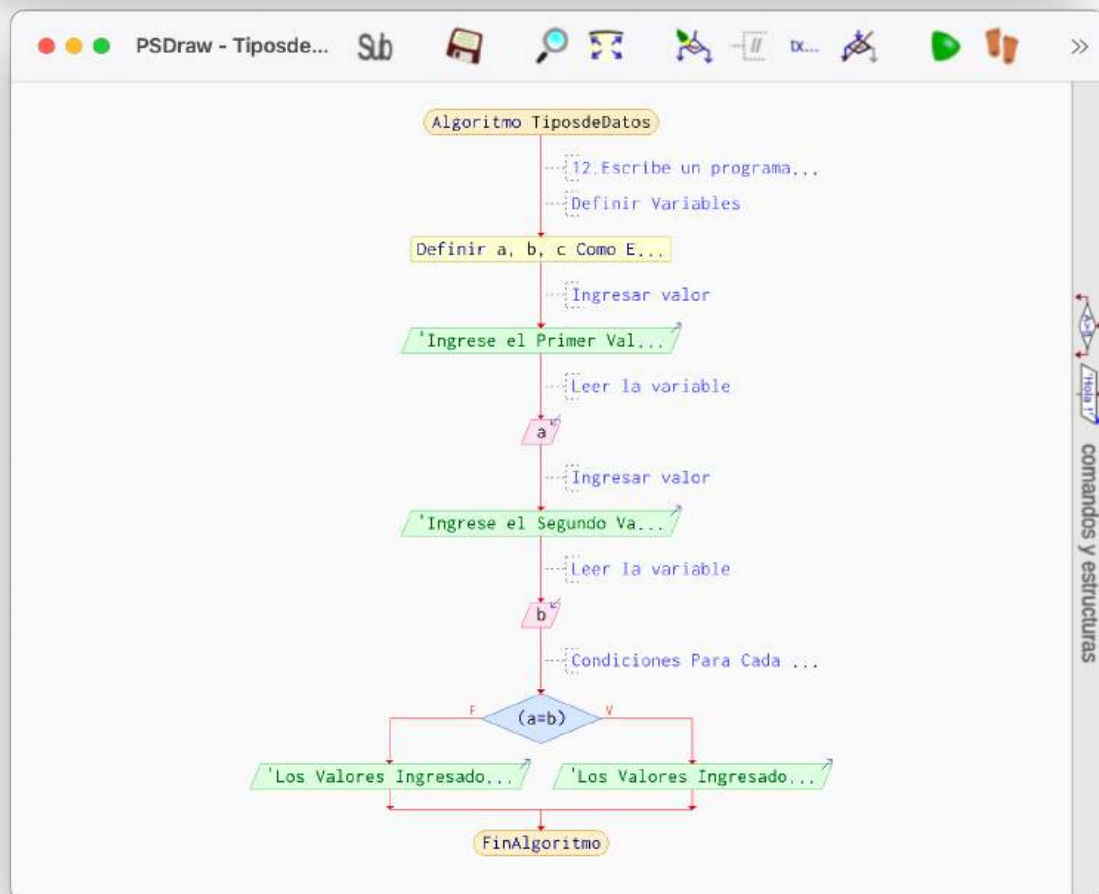 PSDraw - Tiposde...
Sub
//
tx...
»
Algoritmo TiposdeDatos
12.Escribe un programa...
Definir Variables
Definir a, b, c Como E...
Ingresar valor
'Ingrese el Primer Val...
Leer la variable
a
Ingresar valor
'Ingrese el Segundo Va...
Leer la variable
b
Condiciones Para Cada ...
F
(a=b)
V
'Los Valores Ingresado...
'Los Valores Ingresado...
FinAlgoritmo
'Hola !'
comandos y estructuras